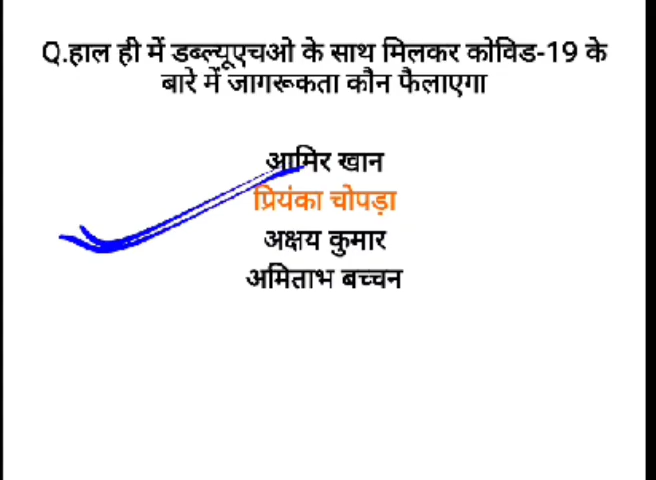 Q.हाल ही में डब्ल्यूएचओ के साथ मिलकर कोविड-19 के
बारे में जागरूकता कौन फैलाएगा
आमिर खान
प्रियंका चोपड़ा
अक्षय कुमार
अमिताभ बच्चन